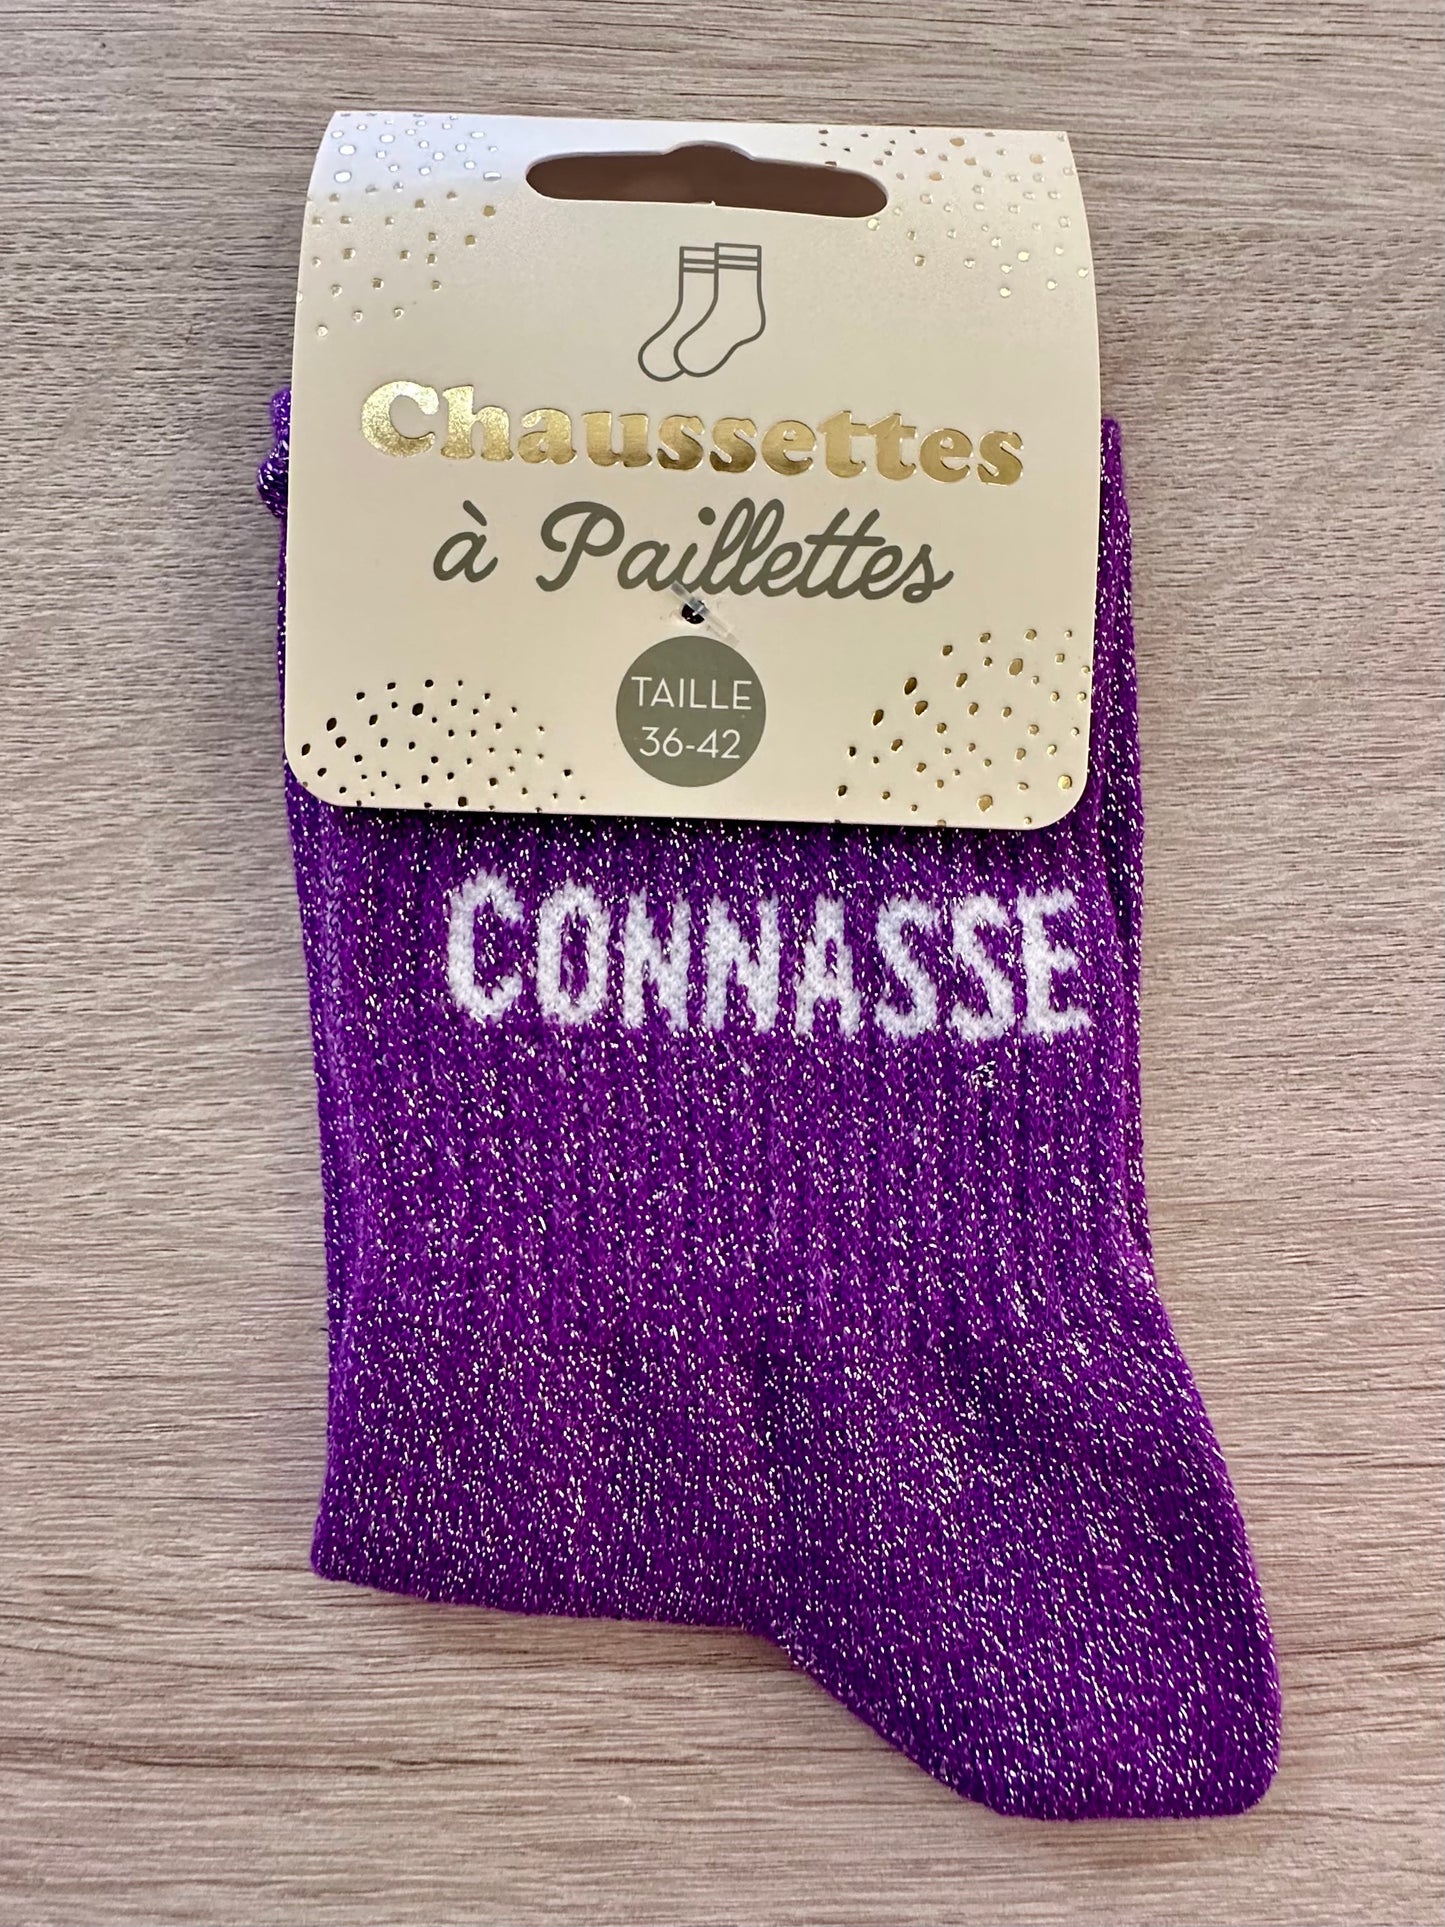 Chaussettes
à Paillettes
TAILLE
36-42
CONNASSE